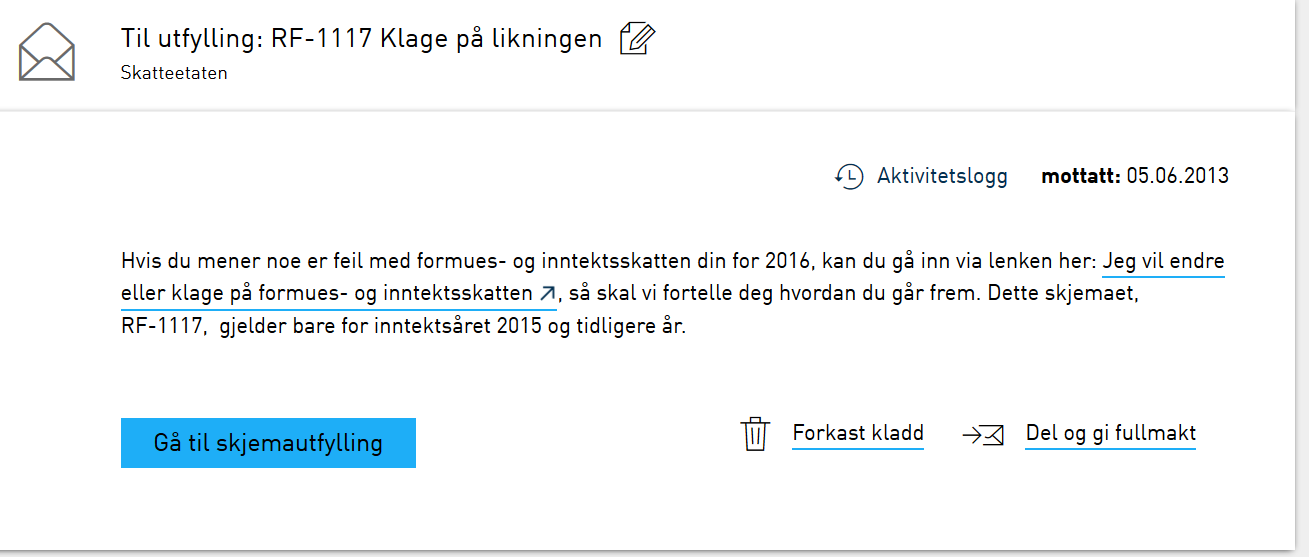 Til utfylling: RF-1117 Klage på likningen
Skatteetaten
Aktivitetslogg mottatt: 05.06.2013
Hvis du mener noe er feil med formues- og inntektsskatten din for 2016, kan du gå inn via lenken her: Jeg vil endre
eller klage på formues- og inntektsskatten, så skal vi fortelle deg hvordan du går frem. Dette skjemaet,
RF-1117, gjelder bare for inntektsåret 2015 og tidligere år.
Gå til skjemautfylling Forkast kladd Del og gi fullmakt